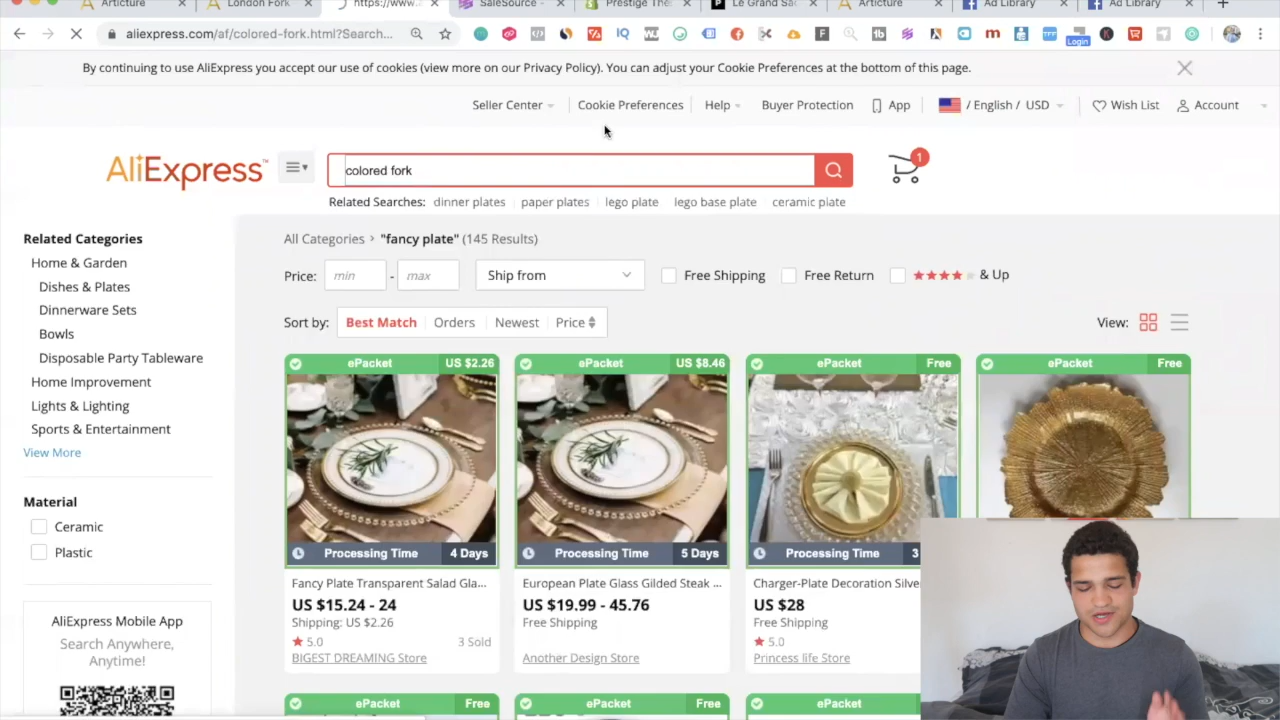 Articture
London Fork
https://www.
SaleSource -
Prestige The
Le Grand Sac
Articture
Ad Library
Ad Library
aliexpress.com/af/colored-fork.html?Search...
Login
By continuing to use AliExpress you accept our use of cookies (view more on our Privacy Policy). You can adjust your Cookie Preferences at the bottom of this page.
Seller Center
Cookie Preferences
Help
Buyer Protection
App
/ English / USD
Wish List
Account
AliExpress™
colored fork
1
Related Searches: dinner plates paper plates lego plate lego base plate ceramic plate
Related Categories
Home & Garden
Dishes & Plates
Dinnerware Sets
Bowls
Disposable Party Tableware
Home Improvement
Lights & Lighting
Sports & Entertainment
View More
Material
Ceramic
Plastic
AliExpress Mobile App
Search Anywhere,
Anytime!
All Categories > "fancy plate" (145 Results)
Price: min - max Ship from Free Shipping Free Return & Up
Sort by: Best Match Orders Newest Price
View:
ePacket US $2.26
Processing Time 4 Days
Fancy Plate Transparent Salad Gla...
US $15.24 - 24
Shipping: US $2.26
5.0 3 Sold
BIGEST DREAMING Store
ePacket US $8.46
Processing Time 5 Days
European Plate Glass Gilded Steak ...
US $19.99 - 45.76
Free Shipping
Another Design Store
ePacket Free
Processing Time 3
Charger-Plate Decoration Silve
US $28
Free Shipping
5.0
Princess life Store
ePacket Free
ePacket Free
ePacket Free
ePacket